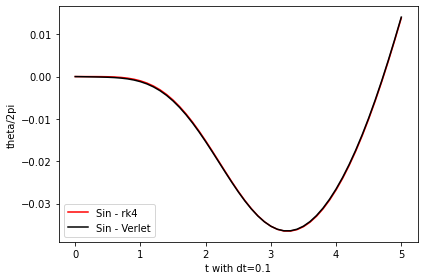 0.01
0.00
−0.01
−0.02
−0.03
theta/2pi
Sin - rk4
Sin - Verlet
0 1 2 3 4 5
t with dt=0.1